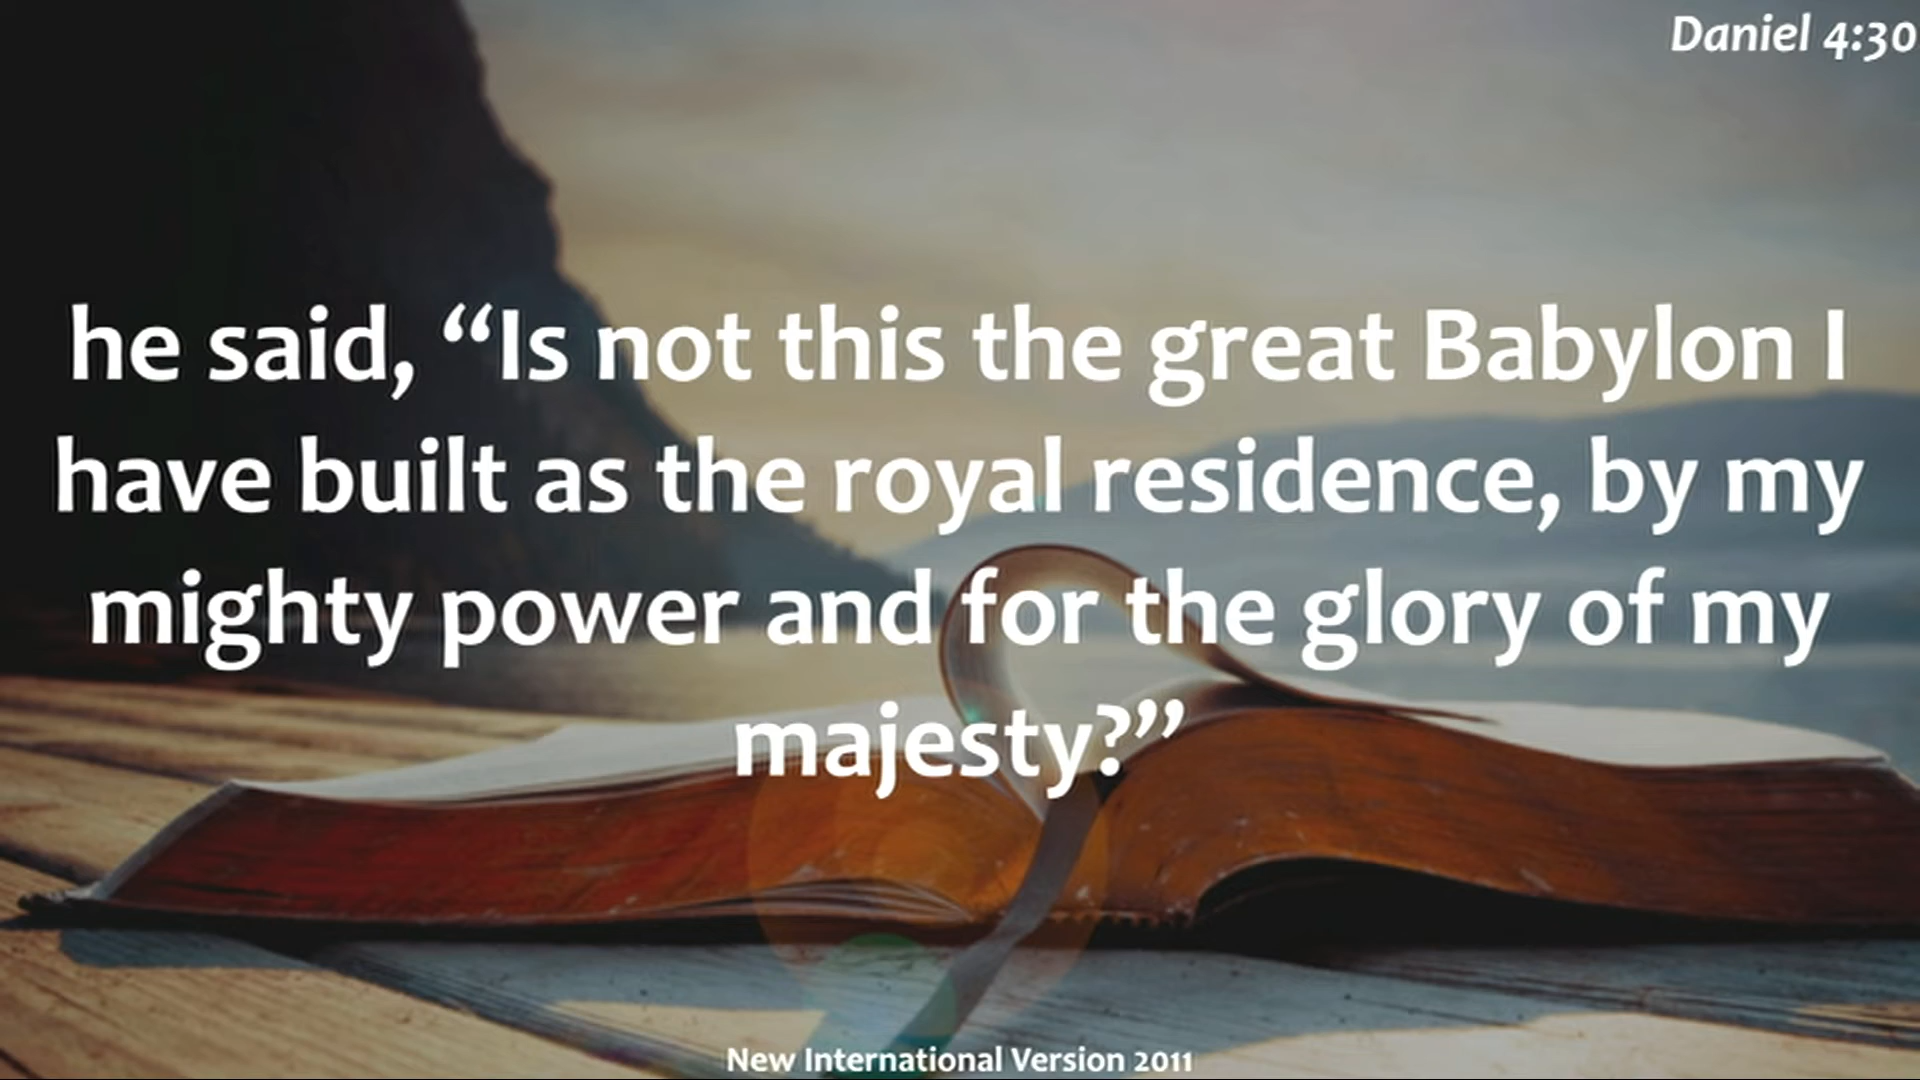 Daniel 4:30
he said, “Is not this the great Babylon I
have built as the royal residence, by my
mighty power and for the glory of my
majesty?”
New International Version 2011